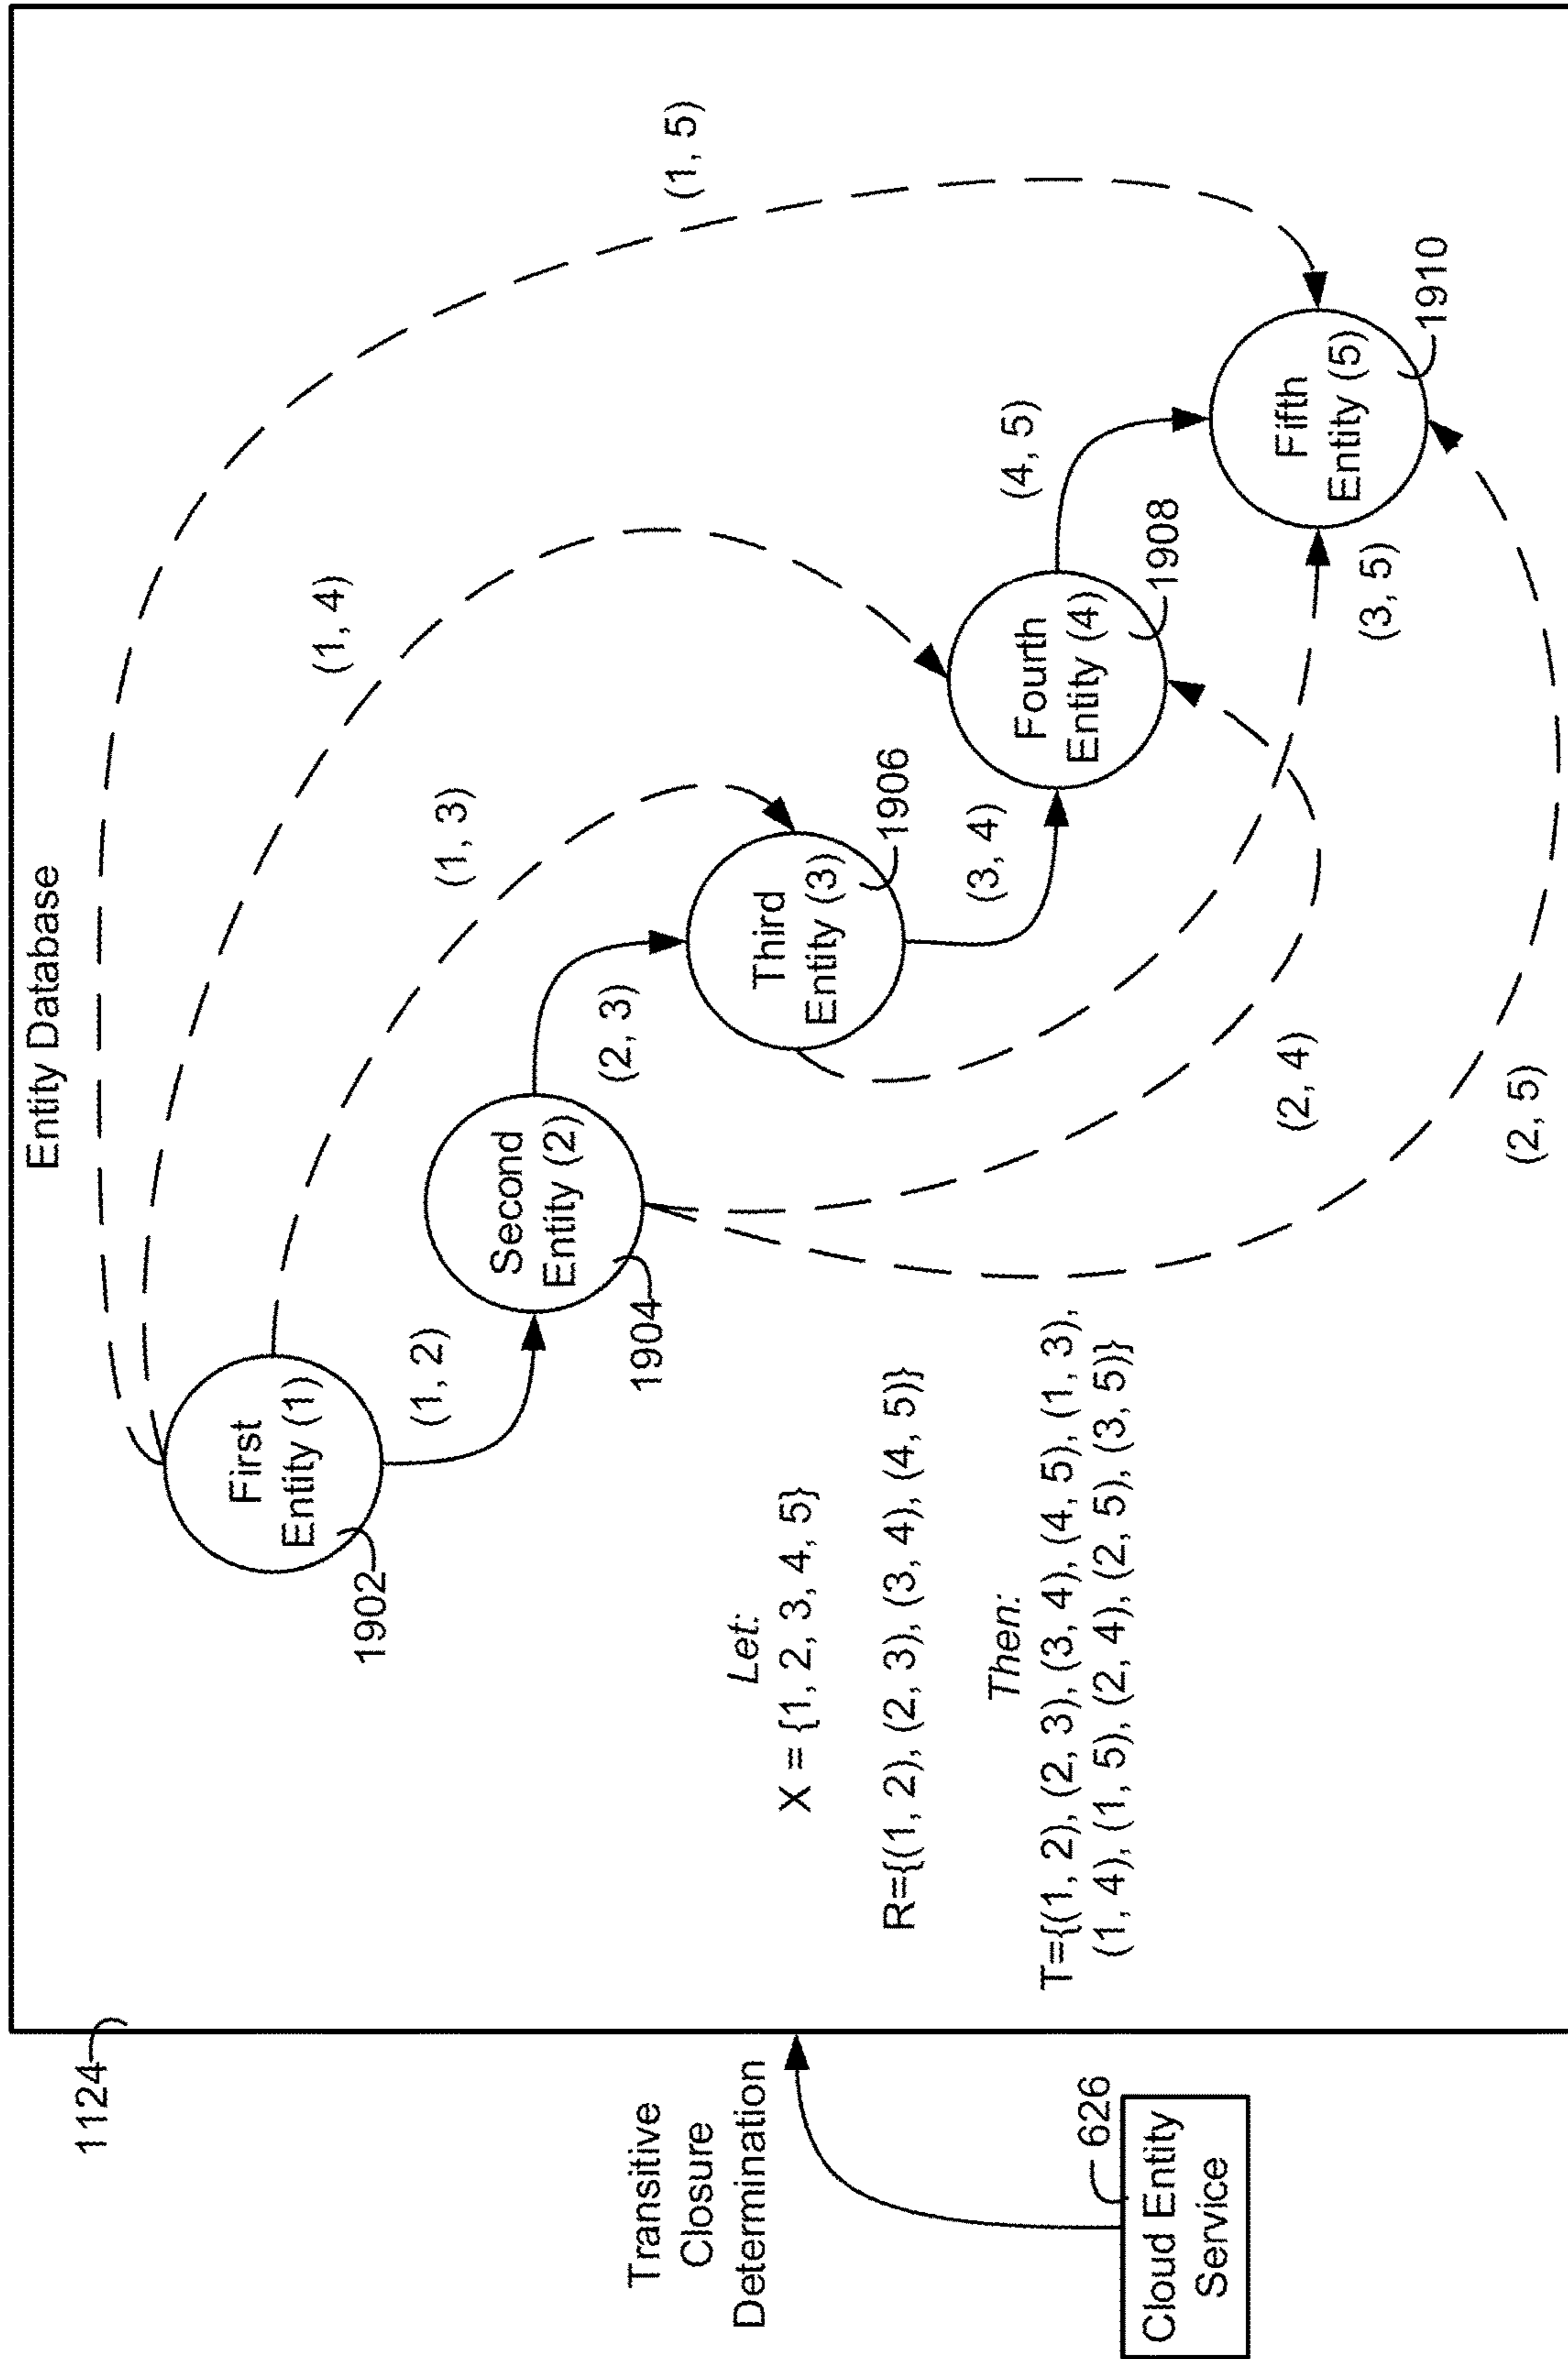 Entity Database
1124
Transitive
Closure
Determination
626
Cloud Entity
Service
First
Entity (1)
1902
(1, 2)
Second
Entity (2)
1904
(2, 3)
Third
Entity (3)
1906
(3, 4)
Fourth
Entity (4)
1908
(4, 5)
Fifth
Entity (5)
1910
(1, 3)
(1, 4)
(1, 5)
(2, 4)
(2, 5)
(3, 5)
Let:
X = {1, 2, 3, 4, 5}
R={(1, 2), (2, 3), (3, 4), (4, 5)}
Then:
T={(1, 2), (2, 3), (3, 4), (4, 5), (1, 3),
(1, 4), (1, 5), (2, 4), (2, 5), (3, 5)}